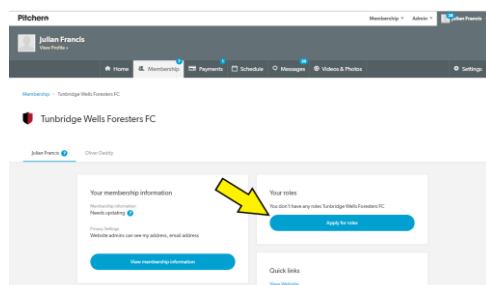 Pitchero
Membership
Admin
Julian Francis
Julian Francis
View Profile
Home
Membership
Payments
Schedule
Messages
Videos & Photos
Settings
Membership
Tunbridge Wells Foresters FC
Tunbridge Wells Foresters FC
Julian Francis
Your membership information
Membership information
Needs updating
Privacy Settings
Website admins can see my address, email address
View membership information
Your roles
You don't have any roles Tunbridge Wells Foresters FC
Apply for roles
Quick links
View Website